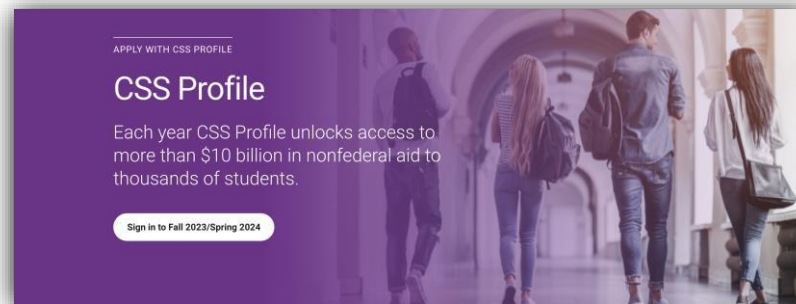 APPLY WITH CSS PROFILE
CSS Profile
Each year CSS Profile unlocks access to
more than $10 billion in nonfederal aid to
thousands of students.
Sign in to Fall 2023/Spring 2024